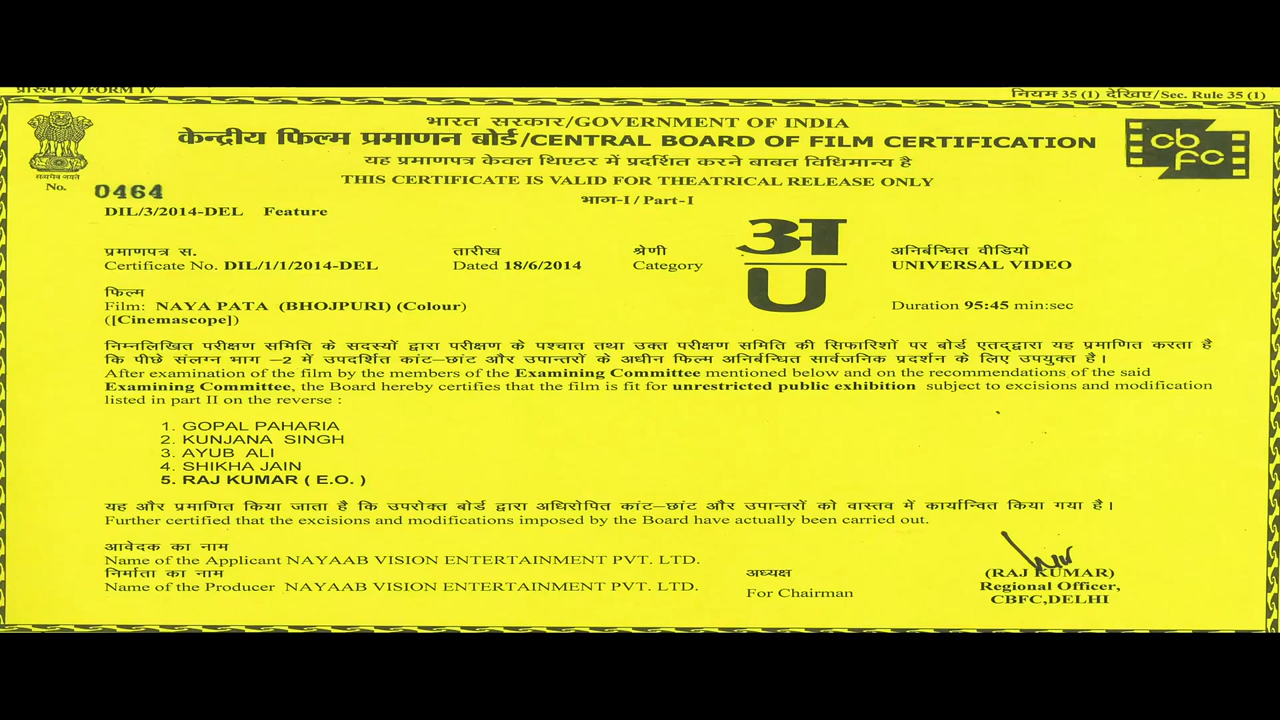 प्रारूप IV/FORM IV
नियम 35 (1) देखिए/Sec. Rule 35 (1)
भारत सरकार/GOVERNMENT OF INDIA
केन्द्रीय फिल्म प्रमाणन बोर्ड/CENTRAL BOARD OF FILM CERTIFICATION
cb
fc
यह प्रमाणपत्र केवल थिएटर में प्रदर्शित करने बाबत विधिमान्य है
सत्यमेव जयते
THIS CERTIFICATE IS VALID FOR THEATRICAL RELEASE ONLY
No. 0464
भाग-I / Part-I
DIL/3/2014-DEL Feature
अ
U
प्रमाणपत्र स. तारीख श्रेणी अनिर्बन्धित वीडियो
Certificate No. DIL/1/1/2014-DEL Dated 18/6/2014 Category UNIVERSAL VIDEO
फिल्म
Film: NAYA PATA (BHOJPURI) (Colour) Duration 95:45 min:sec
([Cinemascope])
निम्नलिखित परीक्षण समिति के सदस्यों द्वारा परीक्षण के पश्चात तथा उक्त परीक्षण समिति की सिफारिशों पर बोर्ड एतद्द्वारा यह प्रमाणित करता है
कि पीछे संलग्न भाग –2 में उपदर्शित कांट–छांट और उपान्तरों के अधीन फिल्म अनिर्बन्धित सार्वजनिक प्रदर्शन के लिए उपयुक्त है।
After examination of the film by the members of the Examining Committee mentioned below and on the recommendations of the said
Examining Committee, the Board hereby certifies that the film is fit for unrestricted public exhibition subject to excisions and modification
listed in part II on the reverse :
1. GOPAL PAHARIA
2. KUNJANA SINGH
3. AYUB ALI
4. SHIKHA JAIN
5. RAJ KUMAR ( E.O. )
यह और प्रमाणित किया जाता है कि उपरोक्त बोर्ड द्वारा अधिरोपित कांट–छांट और उपान्तरों को वास्तव में कार्यान्वित किया गया है।
Further certified that the excisions and modifications imposed by the Board have actually been carried out.
आवेदक का नाम
Name of the Applicant NAYAAB VISION ENTERTAINMENT PVT. LTD.
निर्माता का नाम
Name of the Producer NAYAAB VISION ENTERTAINMENT PVT. LTD.
अध्यक्ष
For Chairman
(RAJ KUMAR)
Regional Officer,
CBFC,DELHI